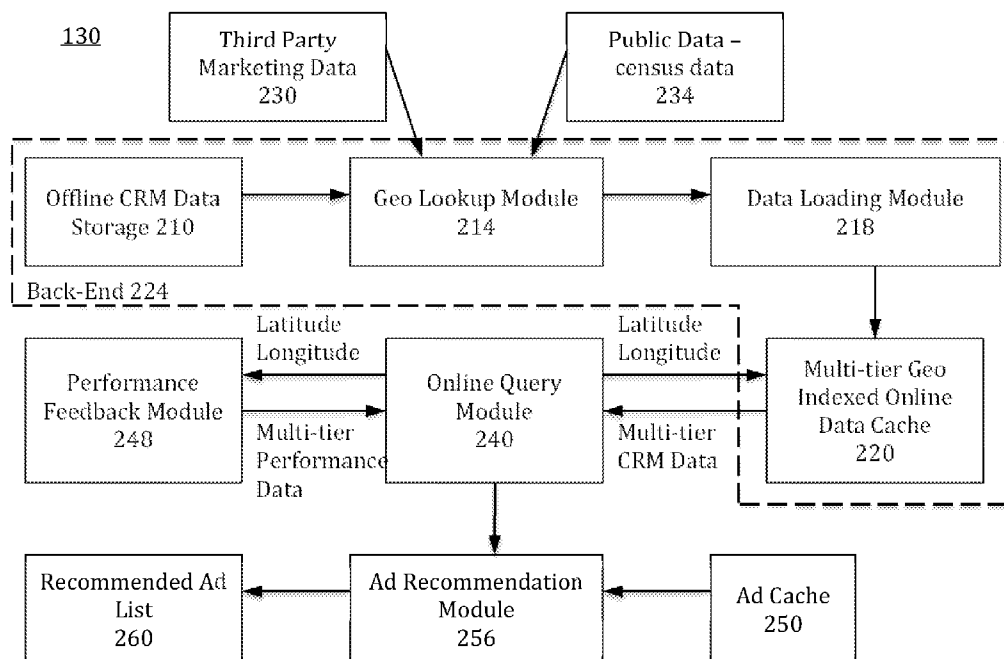 130
Third Party
Marketing Data
230
Public Data –
census data
234
Offline CRM Data
Storage 210
Geo Lookup Module
214
Data Loading Module
218
Back-End 224
Latitude
Longitude
Latitude
Longitude
Performance
Feedback Module
248
Online Query
Module
240
Multi-tier Geo
Indexed Online
Data Cache
220
Multi-tier
Performance
Data
Multi-tier
CRM Data
Recommended Ad
List
260
Ad Recommendation
Module
256
Ad Cache
250